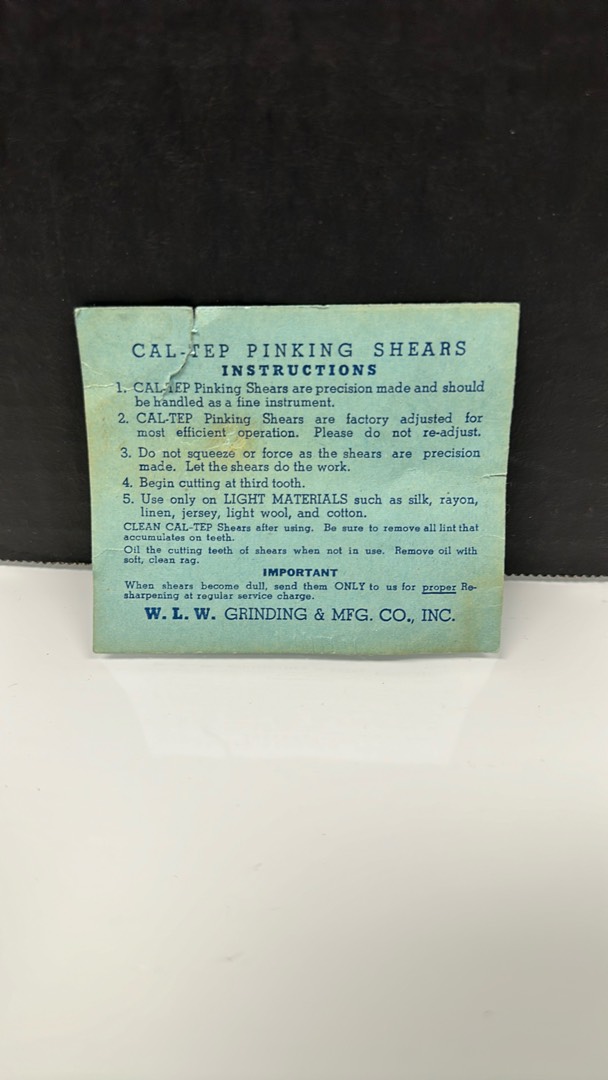 CAL-TEP PINKING SHEARS
INSTRUCTIONS
1. CAL-TEP Pinking Shears are precision made and should
be handled as a fine instrument.
2. CAL-TEP Pinking Shears are factory adjusted for
most efficient operation. Please do not re-adjust.
3. Do not squeeze or force as the shears are precision
made. Let the shears do the work.
4. Begin cutting at third tooth.
5. Use only on LIGHT MATERIALS such as silk, rayon,
linen, jersey, light wool, and cotton.
CLEAN CAL-TEP Shears after using. Be sure to remove all lint that
accumulates on teeth.
Oil the cutting teeth of shears when not in use. Remove oil with
soft, clean rag.
IMPORTANT
When shears become dull, send them ONLY to us for proper Re-
sharpening at regular service charge.
W. L. W. GRINDING & MFG. CO., INC.